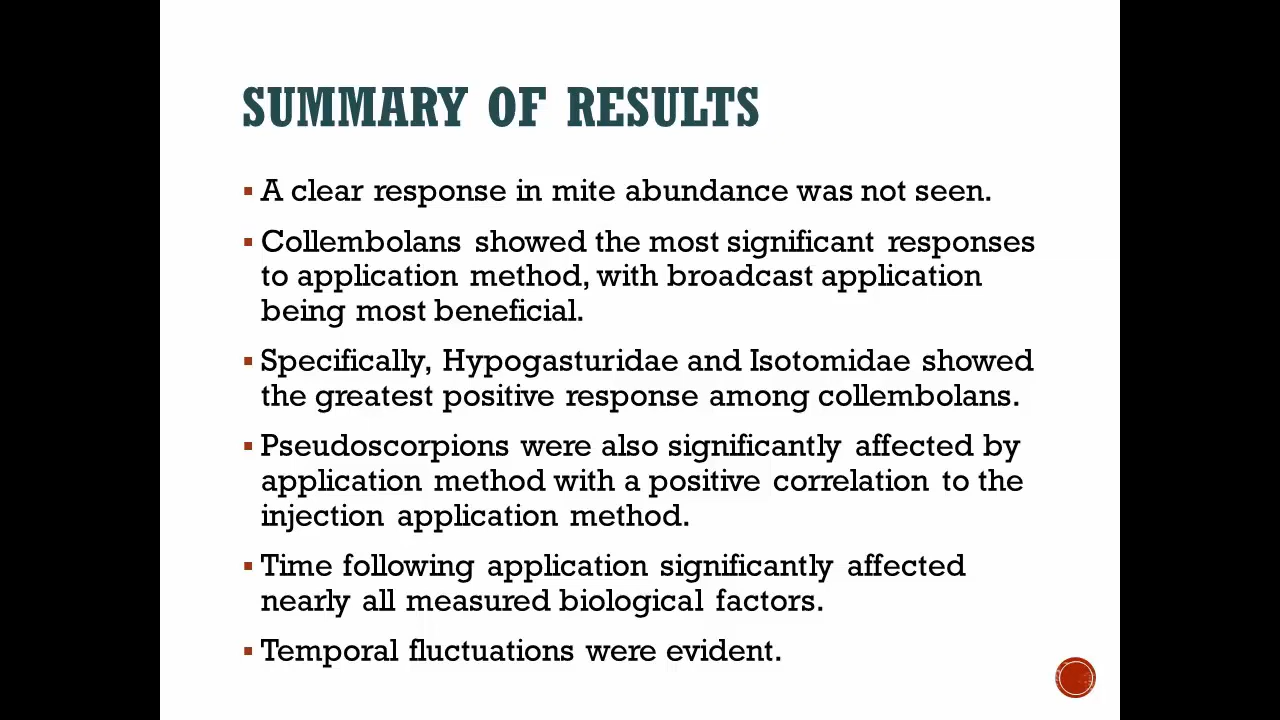 SUMMARY OF RESULTS
▪ A clear response in mite abundance was not seen.
▪ Collembolans showed the most significant responses
to application method, with broadcast application
being most beneficial.
▪ Specifically, Hypogasturidae and Isotomidae showed
the greatest positive response among collembolans.
▪ Pseudoscorpions were also significantly affected by
application method with a positive correlation to the
injection application method.
▪ Time following application significantly affected
nearly all measured biological factors.
▪ Temporal fluctuations were evident.